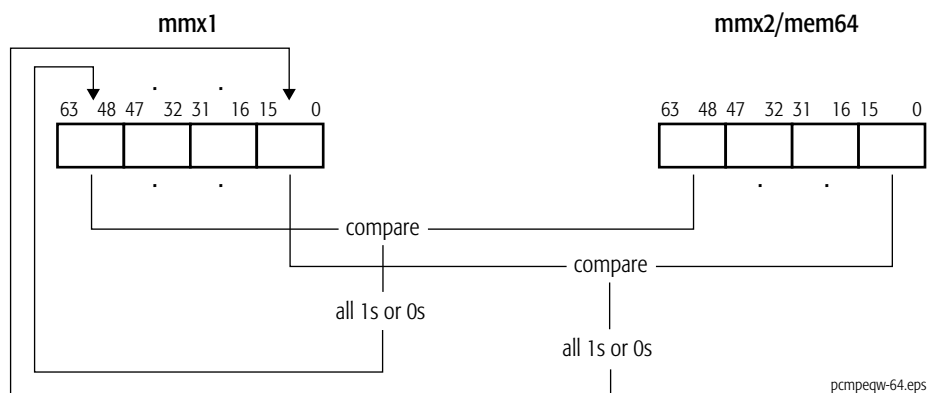 mmx1 mmx2/mem64
. .
63 48 47 32 31 16 15 0 63 48 47 32 31 16 15 0
. . . .
compare
compare
all 1s or 0s
all 1s or 0s
pcmpeqw-64.eps